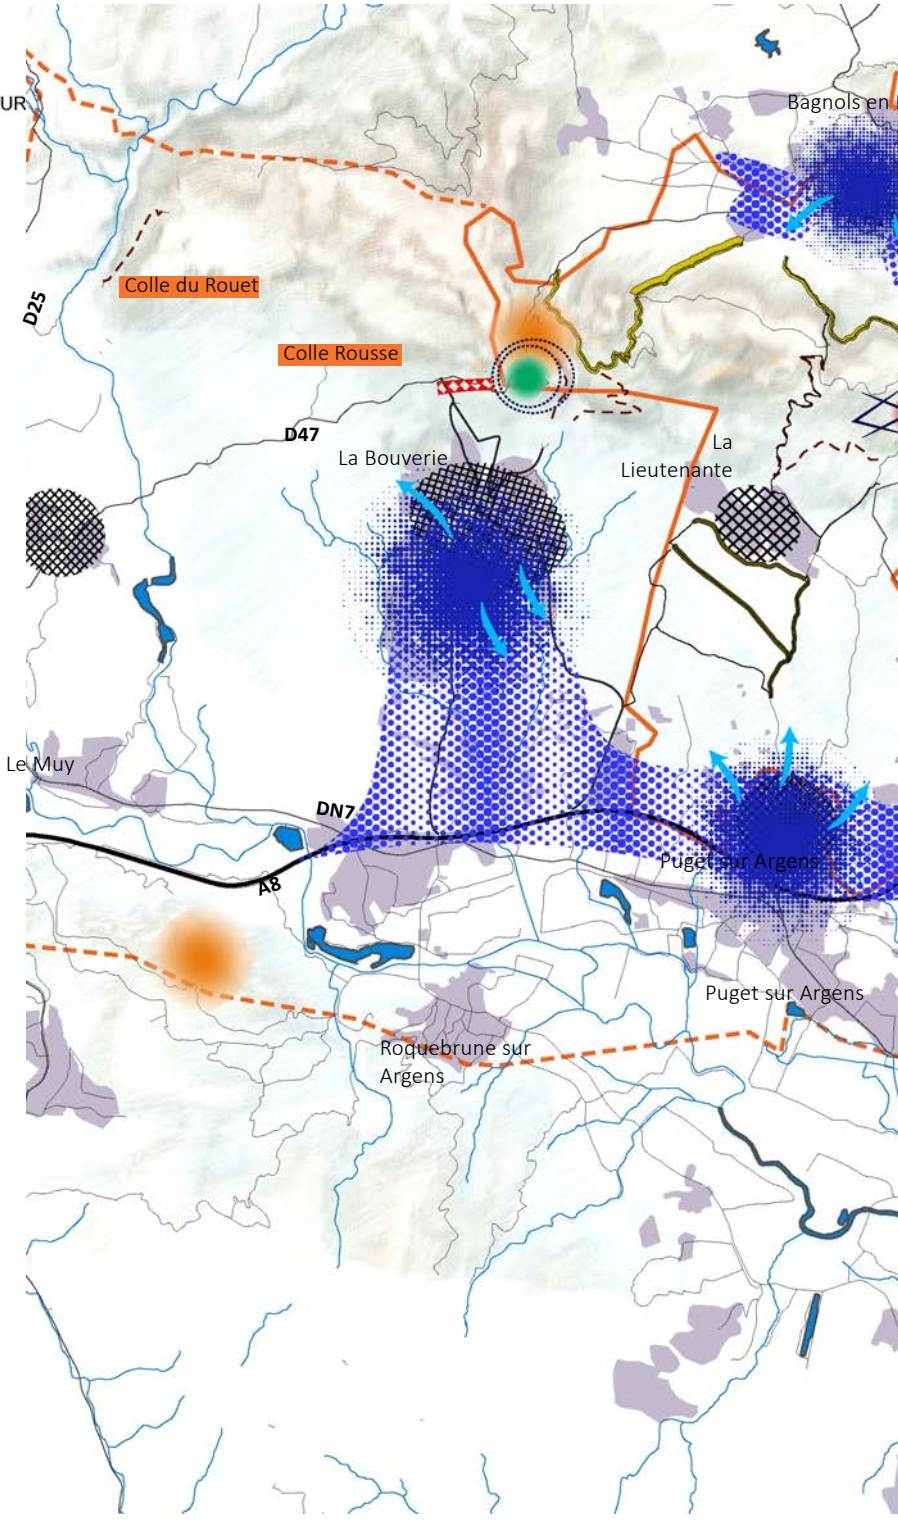 UR
Bagnols en
D25
Colle du Rouet
Colle Rousse
D47
La Bouverie
La
Lieutenante
Le Muy
DN7
A8
Puget sur Argens
Puget sur Argens
Roquebrune sur
Argens